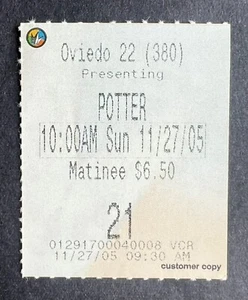 Oviedo 22 (380)
Presenting
POTTER
10:00AM Sun 11/27/05
Matinee $6.50
21
01291700040008 VCR
11/27/05 09:30 AM
customer copy